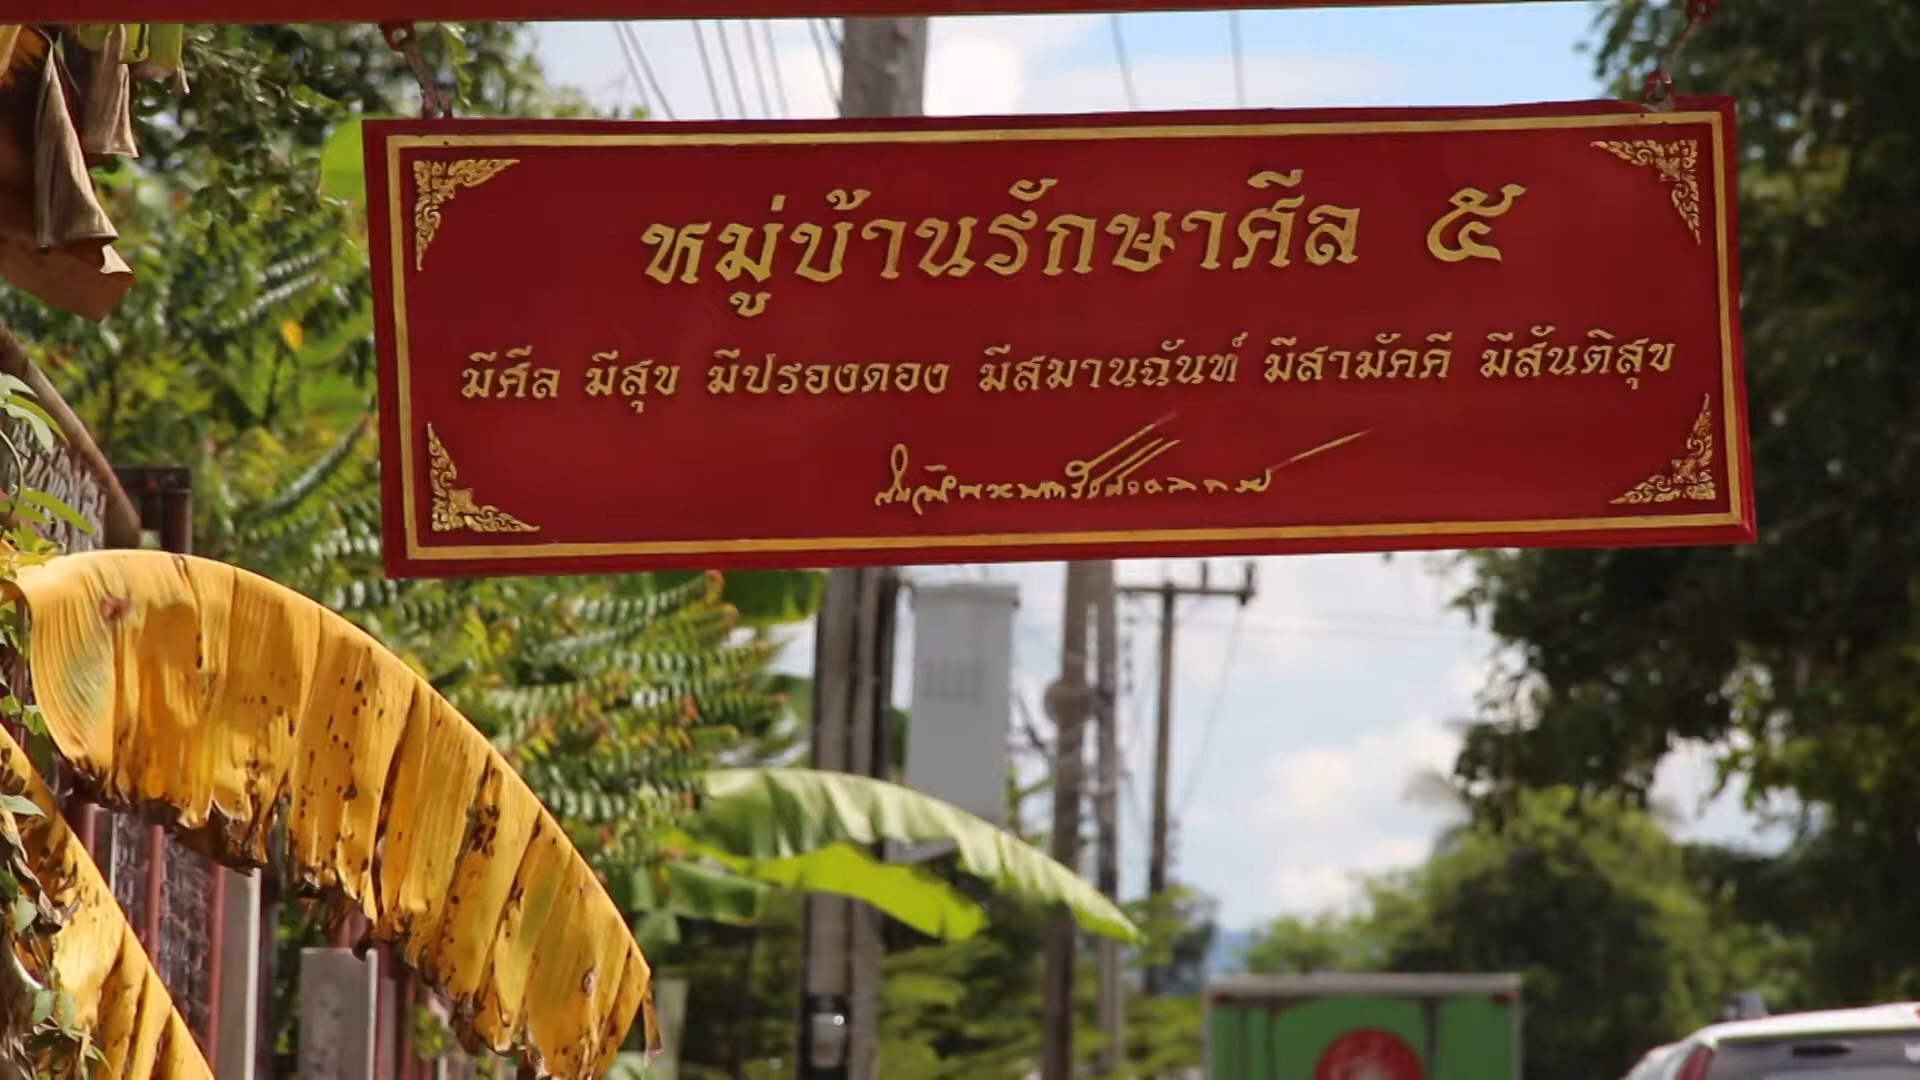 หมู่บ้านรักษาศีล ๕
มีศีล มีสุข มีปรองดอง มีสมานฉันท์ มีสามัคคี มีสันติสุข